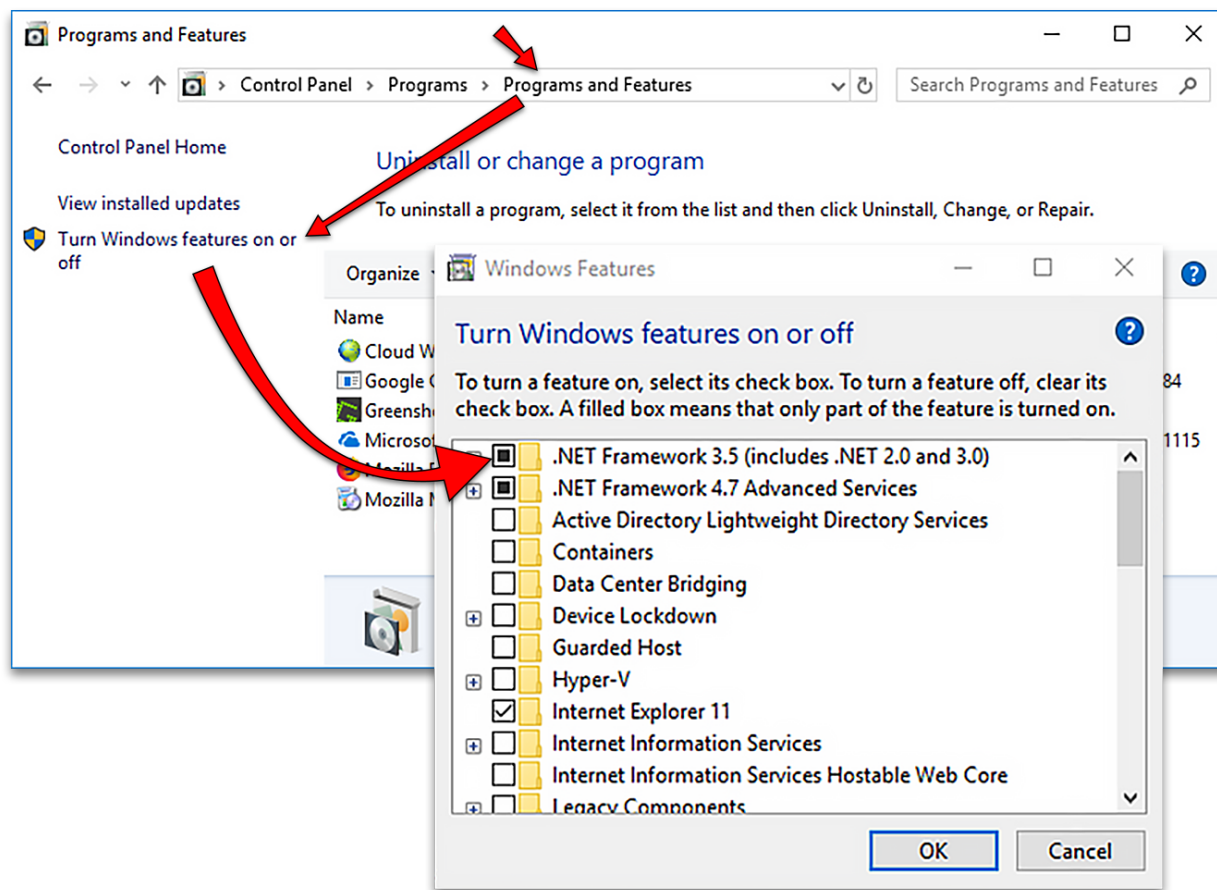 Programs and Features
Control Panel > Programs > Programs and Features
Search Programs and Features
Control Panel Home
Uninstall or change a program
View installed updates
To uninstall a program, select it from the list and then click Uninstall, Change, or Repair.
Turn Windows features on or
off
Organize
Windows Features
Name
Turn Windows features on or off
Cloud W
Google
84
To turn a feature on, select its check box. To turn a feature off, clear its
check box. A filled box means that only part of the feature is turned on.
Greensh
Microsof
1115
Mozilla
Mozilla
.NET Framework 3.5 (includes .NET 2.0 and 3.0)
.NET Framework 4.7 Advanced Services
Active Directory Lightweight Directory Services
Containers
Data Center Bridging
Device Lockdown
Guarded Host
Hyper-V
Internet Explorer 11
Internet Information Services
Internet Information Services Hostable Web Core
Legacy Components
OK
Cancel